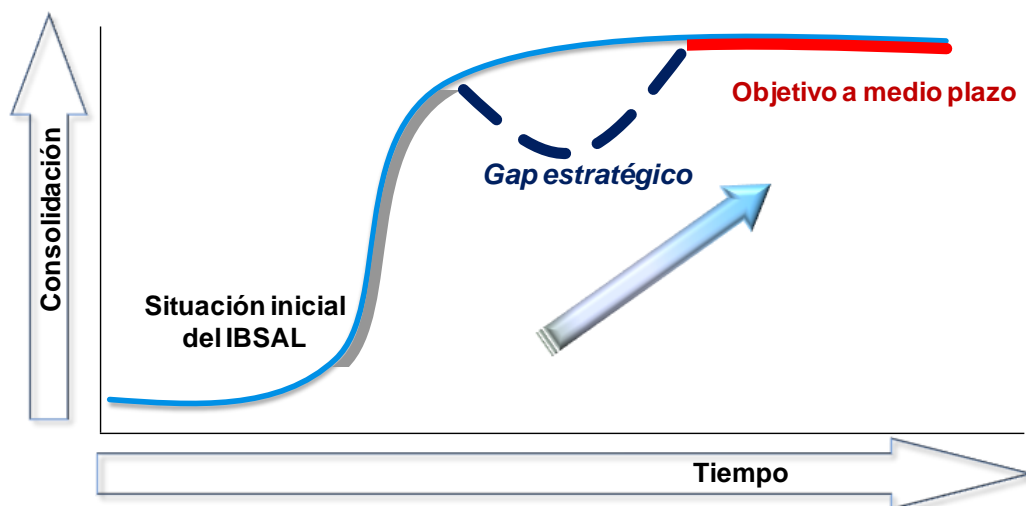 Consolidación
Objetivo a medio plazo
Gap estratégico
Situación inicial
del IBSAL
Tiempo